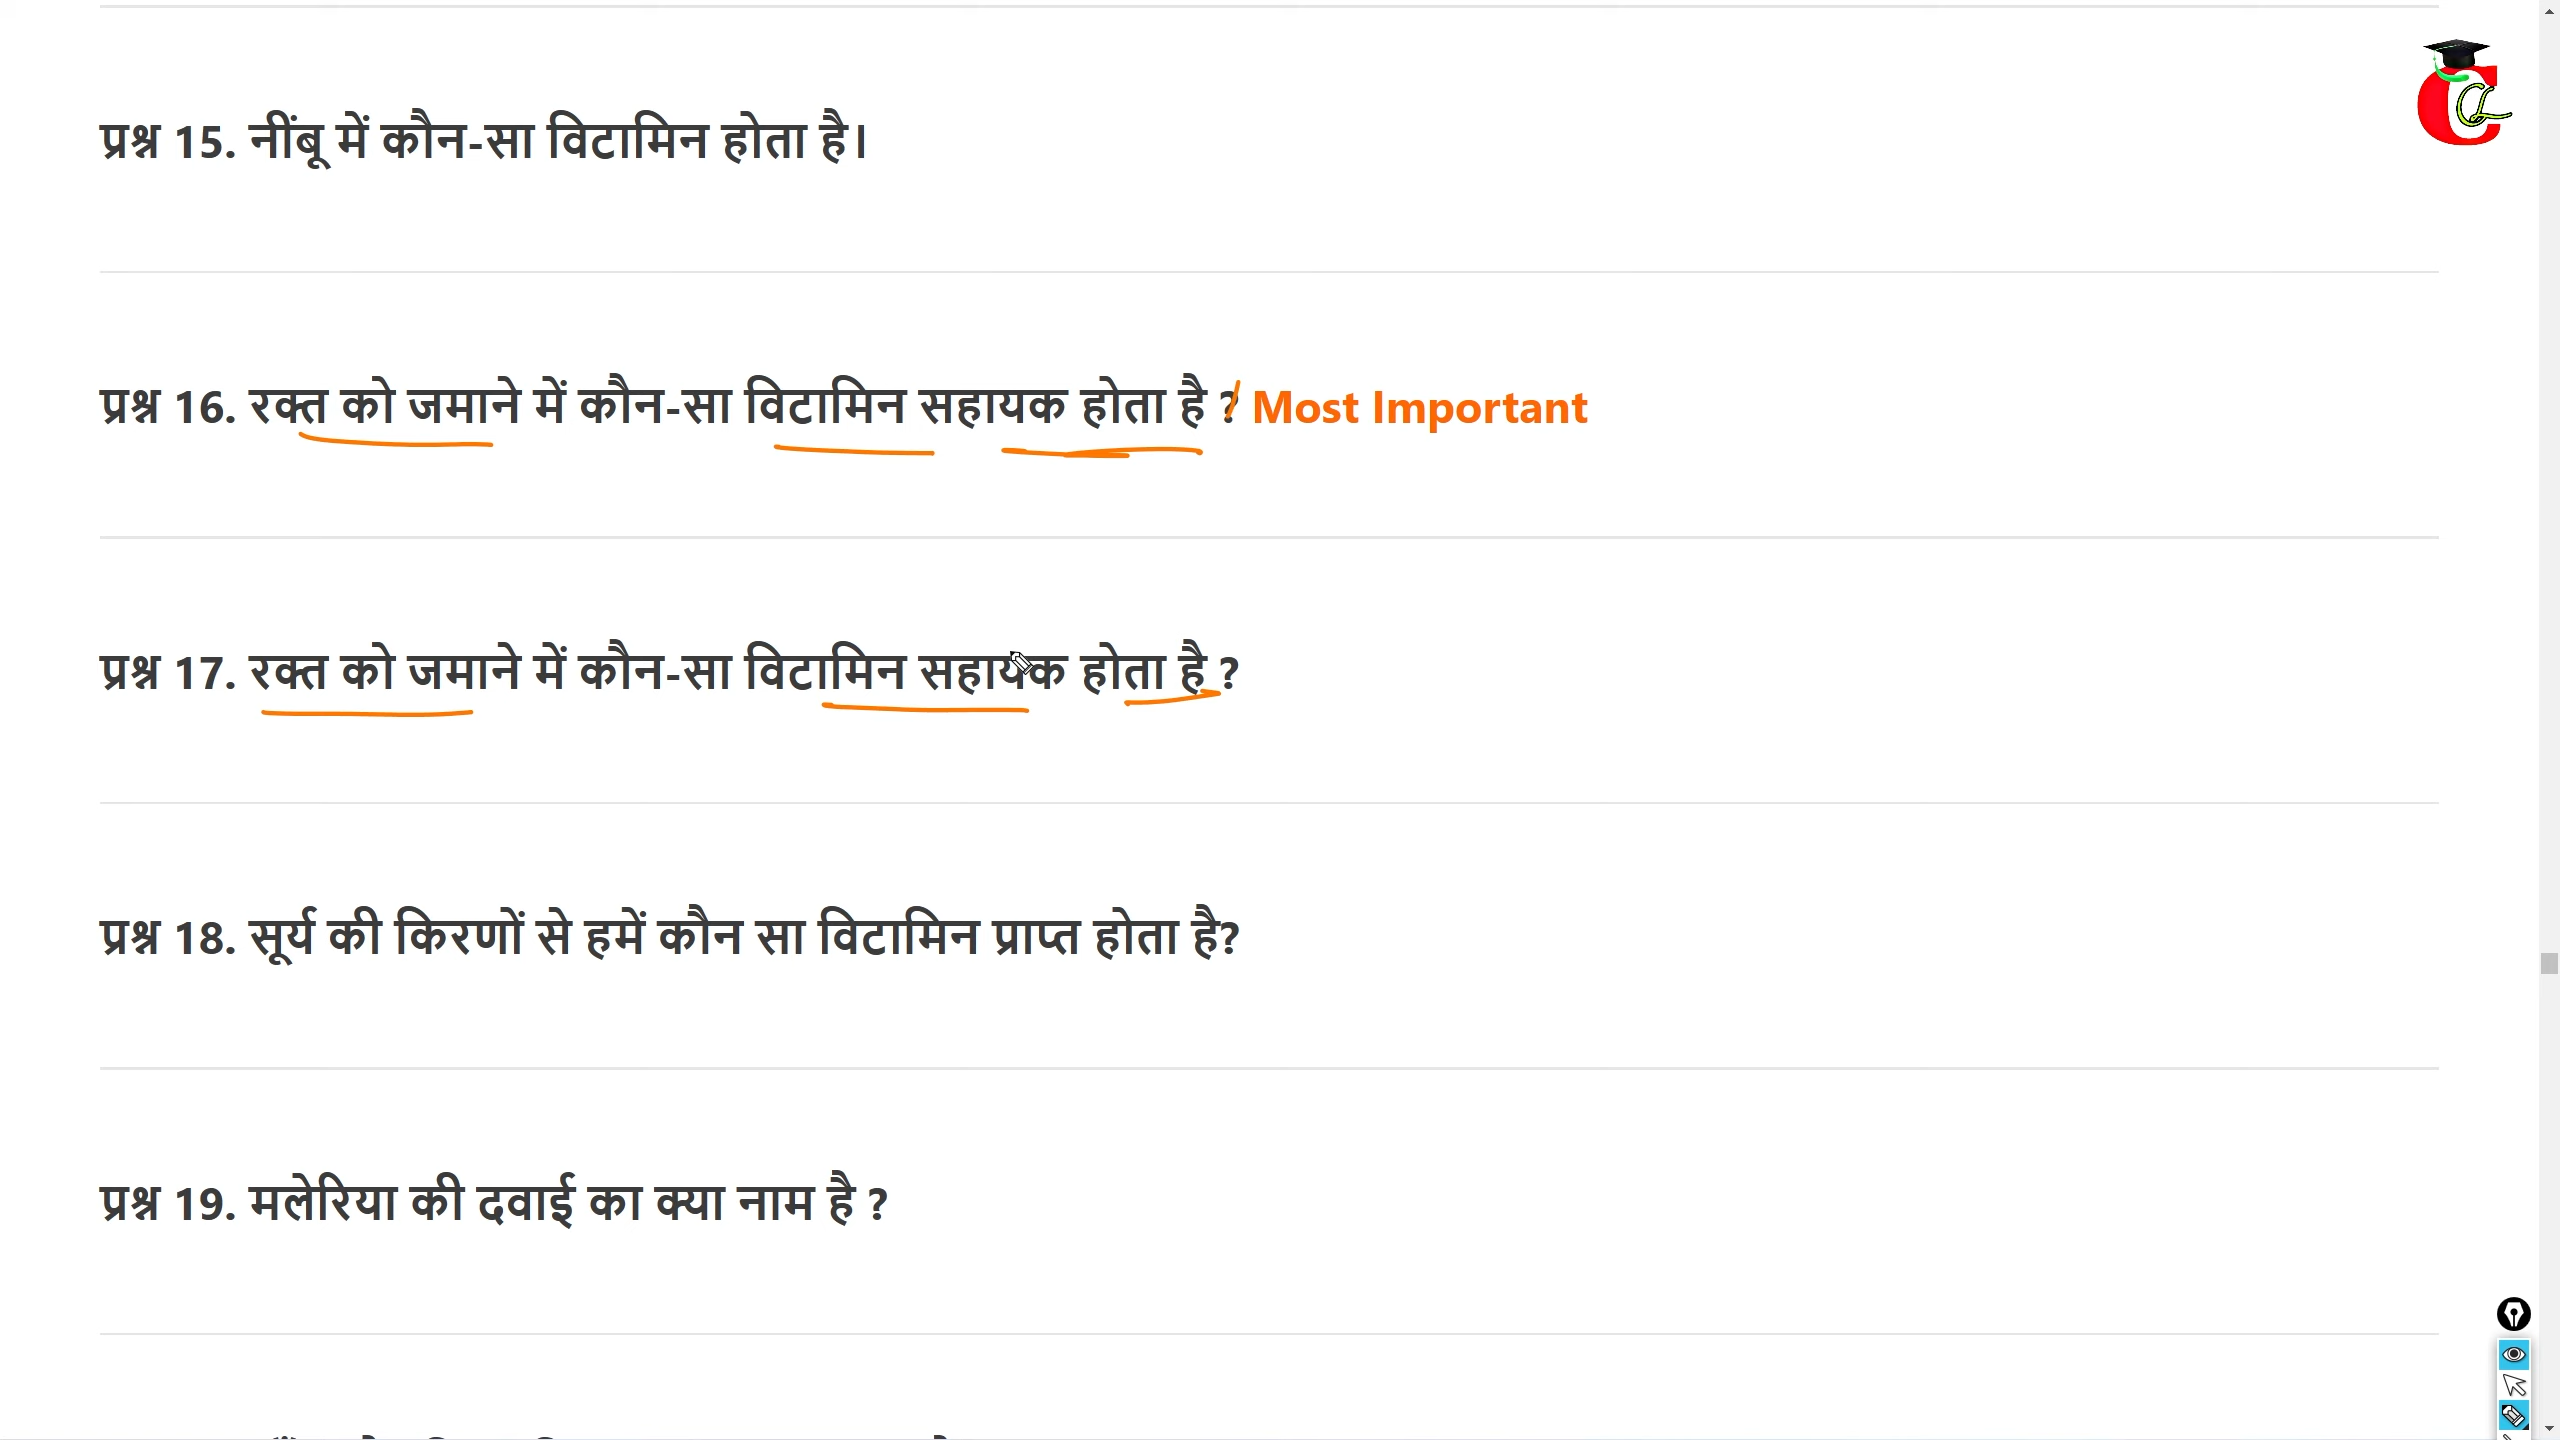 प्रश्न 15. नींबू में कौन-सा विटामिन होता है।
प्रश्न 16. रक्त को जमाने में कौन-सा विटामिन सहायक होता है ? Most Important
प्रश्न 17. रक्त को जमाने में कौन-सा विटामिन सहायक होता है ?
प्रश्न 18. सूर्य की किरणों से हमें कौन सा विटामिन प्राप्त होता है?
प्रश्न 19. मलेरिया की दवाई का क्या नाम है ?